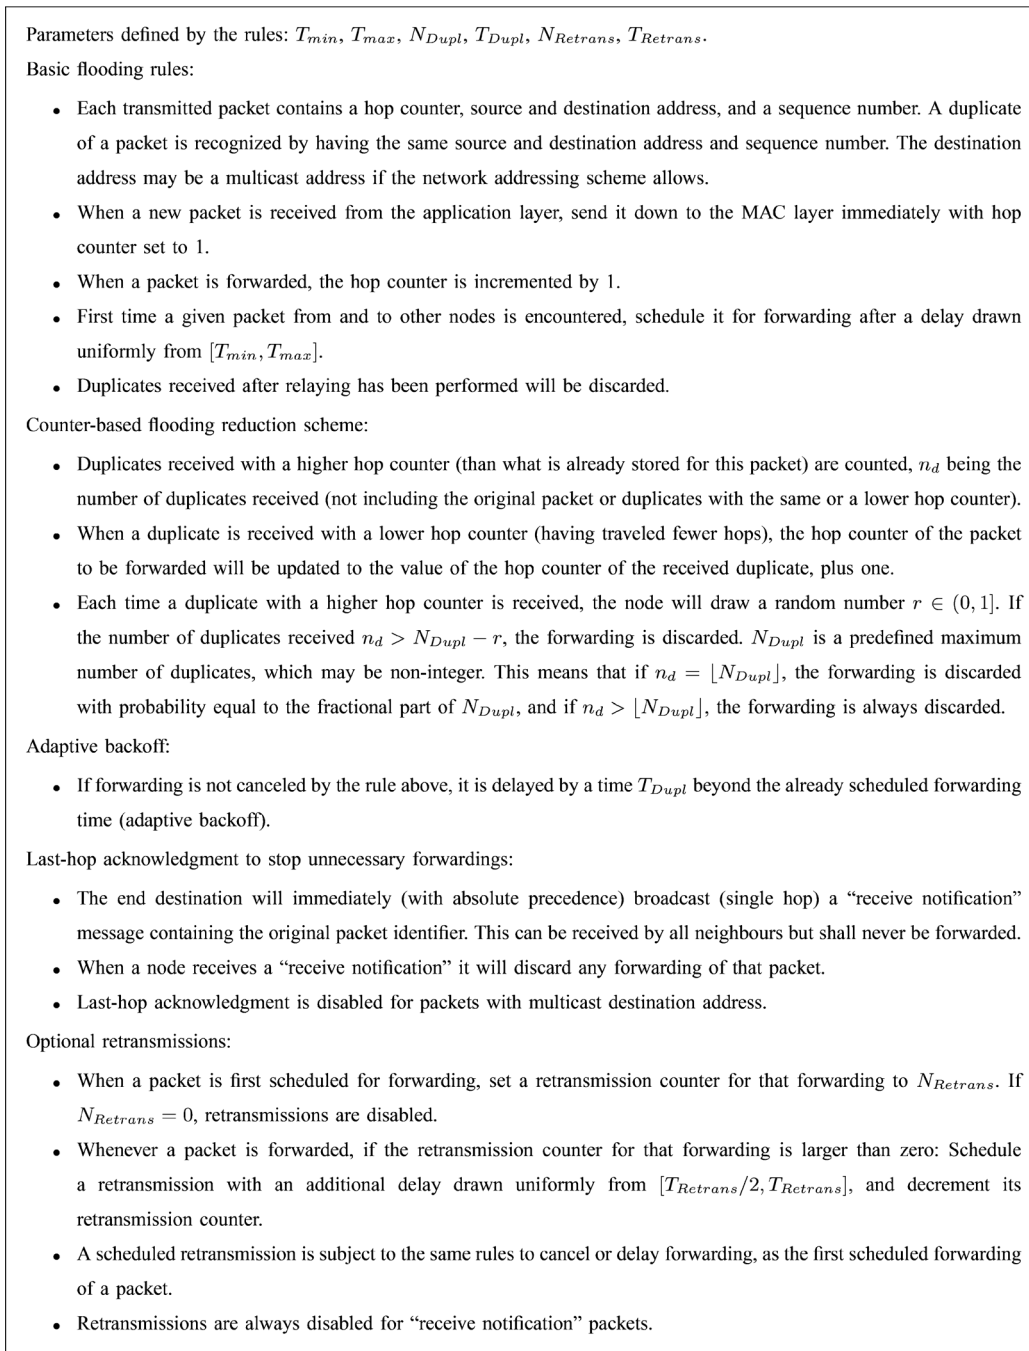 Parameters defined by the rules: T_min, T_max, N_Dupl, T_Dupl, N_Retrans, T_Retrans.
Basic flooding rules:
• Each transmitted packet contains a hop counter, source and destination address, and a sequence number. A duplicate
of a packet is recognized by having the same source and destination address and sequence number. The destination
address may be a multicast address if the network addressing scheme allows.
• When a new packet is received from the application layer, send it down to the MAC layer immediately with hop
counter set to 1.
• When a packet is forwarded, the hop counter is incremented by 1.
• First time a given packet from and to other nodes is encountered, schedule it for forwarding after a delay drawn
uniformly from [T_min, T_max].
• Duplicates received after relaying has been performed will be discarded.
Counter-based flooding reduction scheme:
• Duplicates received with a higher hop counter (than what is already stored for this packet) are counted, n_d being the
number of duplicates received (not including the original packet or duplicates with the same or a lower hop counter).
• When a duplicate is received with a lower hop counter (having traveled fewer hops), the hop counter of the packet
to be forwarded will be updated to the value of the hop counter of the received duplicate, plus one.
• Each time a duplicate with a higher hop counter is received, the node will draw a random number r ∈ (0, 1]. If
the number of duplicates received n_d > N_Dupl − r, the forwarding is discarded. N_Dupl is a predefined maximum
number of duplicates, which may be non-integer. This means that if n_d = ⌊N_Dupl⌋, the forwarding is discarded
with probability equal to the fractional part of N_Dupl, and if n_d > ⌊N_Dupl⌋, the forwarding is always discarded.
Adaptive backoff:
• If forwarding is not canceled by the rule above, it is delayed by a time T_Dupl beyond the already scheduled forwarding
time (adaptive backoff).
Last-hop acknowledgment to stop unnecessary forwardings:
• The end destination will immediately (with absolute precedence) broadcast (single hop) a “receive notification”
message containing the original packet identifier. This can be received by all neighbours but shall never be forwarded.
• When a node receives a “receive notification” it will discard any forwarding of that packet.
• Last-hop acknowledgment is disabled for packets with multicast destination address.
Optional retransmissions:
• When a packet is first scheduled for forwarding, set a retransmission counter for that forwarding to N_Retrans. If
N_Retrans = 0, retransmissions are disabled.
• Whenever a packet is forwarded, if the retransmission counter for that forwarding is larger than zero: Schedule
a retransmission with an additional delay drawn uniformly from [T_Retrans/2, T_Retrans], and decrement its
retransmission counter.
• A scheduled retransmission is subject to the same rules to cancel or delay forwarding, as the first scheduled forwarding
of a packet.
• Retransmissions are always disabled for “receive notification” packets.